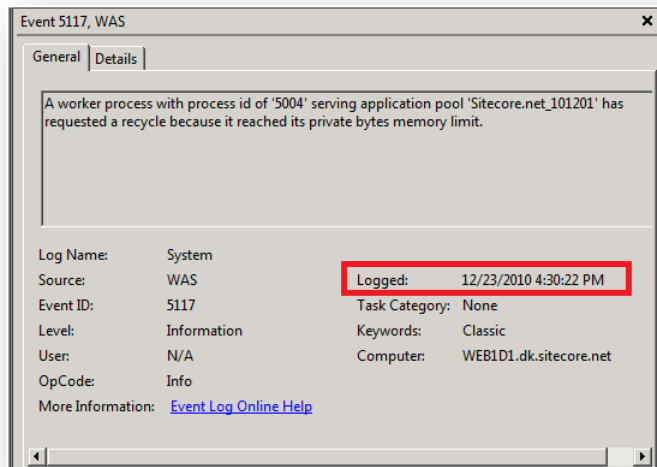 Event 5117, WAS
General
Details
A worker process with process id of '5004' serving application pool 'Sitecore.net_101201' has
requested a recycle because it reached its private bytes memory limit.
Log Name: System
Source: WAS Logged: 12/23/2010 4:30:22 PM
Event ID: 5117 Task Category: None
Level: Information Keywords: Classic
User: N/A Computer: WEB1D1.dk.sitecore.net
OpCode: Info
More Information: Event Log Online Help